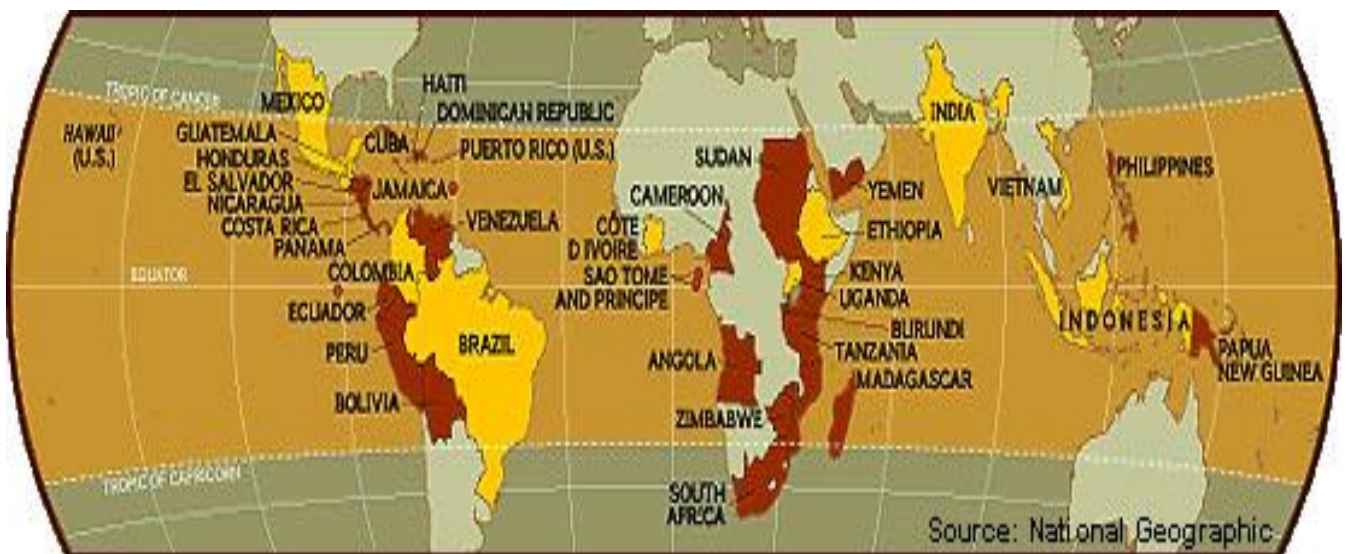 HAITI
TROPIC OF CANCER
MEXICO
DOMINICAN REPUBLIC
INDIA
HAWAII
(U.S.)
GUATEMALA
CUBA
PUERTO RICO (U.S.)
HONDURAS
SUDAN
PHILIPPINES
EL SALVADOR
JAMAICA
CAMEROON
YEMEN
VIETNAM
NICARAGUA
COSTA RICA
VENEZUELA
CÔTE
D IVOIRE
ETHIOPIA
PANAMA
EQUATOR
COLOMBIA
SAO TOME
AND PRINCIPE
KENYA
UGANDA
ECUADOR
BURUNDI
INDONESIA
PERU
BRAZIL
ANGOLA
TANZANIA
PAPUA
NEW GUINEA
MADAGASCAR
BOLIVIA
ZIMBABWE
TROPIC OF CAPRICORN
SOUTH
AFRICA
Source: National Geographic